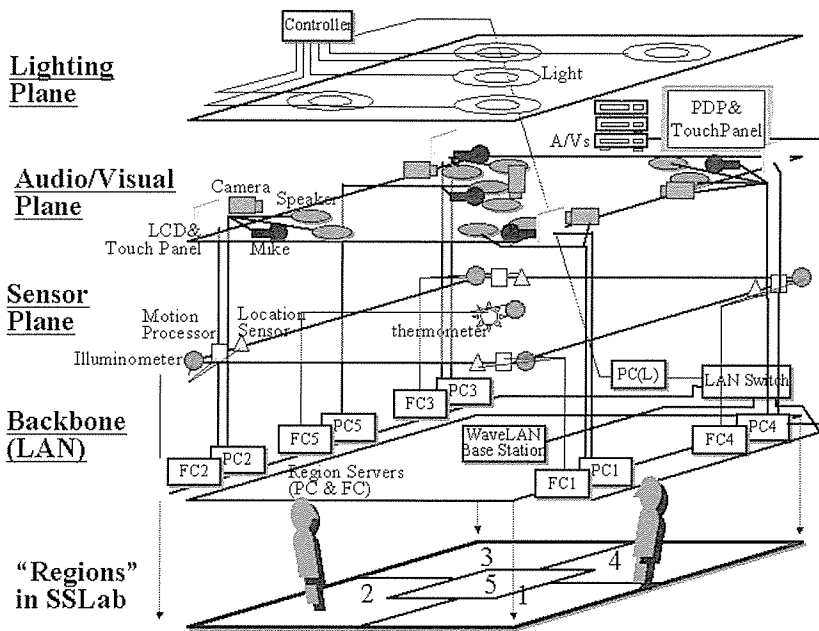 Controller
Lighting
Plane
Light
PDP&
TouchPanel
A/Vs
Audio/Visual
Plane
Camera
Speaker
LCD&
Touch Panel
Mike
Sensor
Plane
Motion
Processor
Location
Sensor
thermometer
Illuminometer
PC(L)
LAN Switch
Backbone
(LAN)
FC3
PC3
FC5
PC5
FC2
PC2
WaveLAN
Base Station
FC4
PC4
FC1
PC1
Region Servers
(PC & FC)
“Regions”
in SSLab
3
4
2
5
1